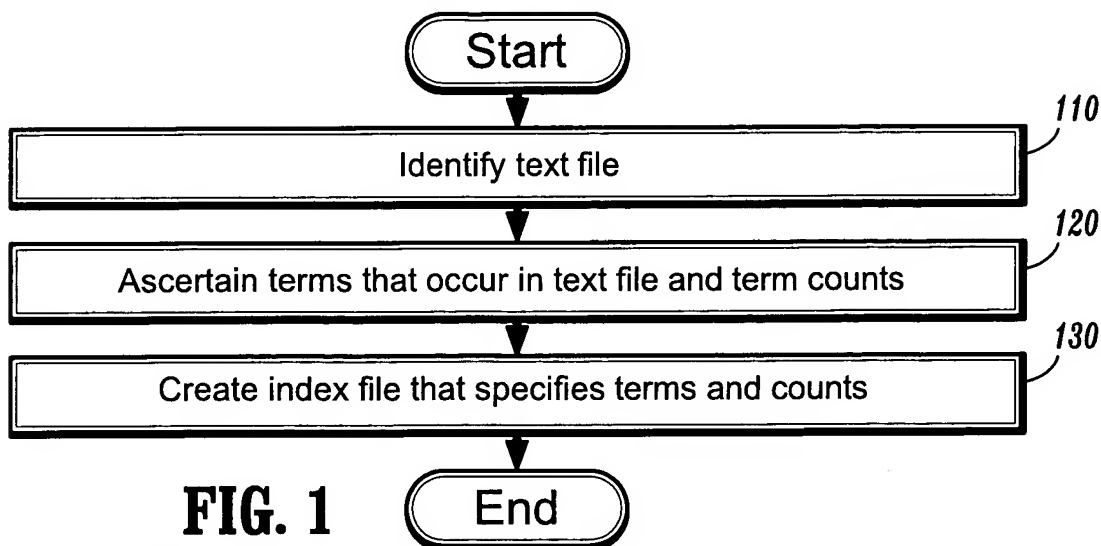 Start
110
Identify text file
120
Ascertain terms that occur in text file and term counts
130
Create index file that specifies terms and counts
FIG. 1
End